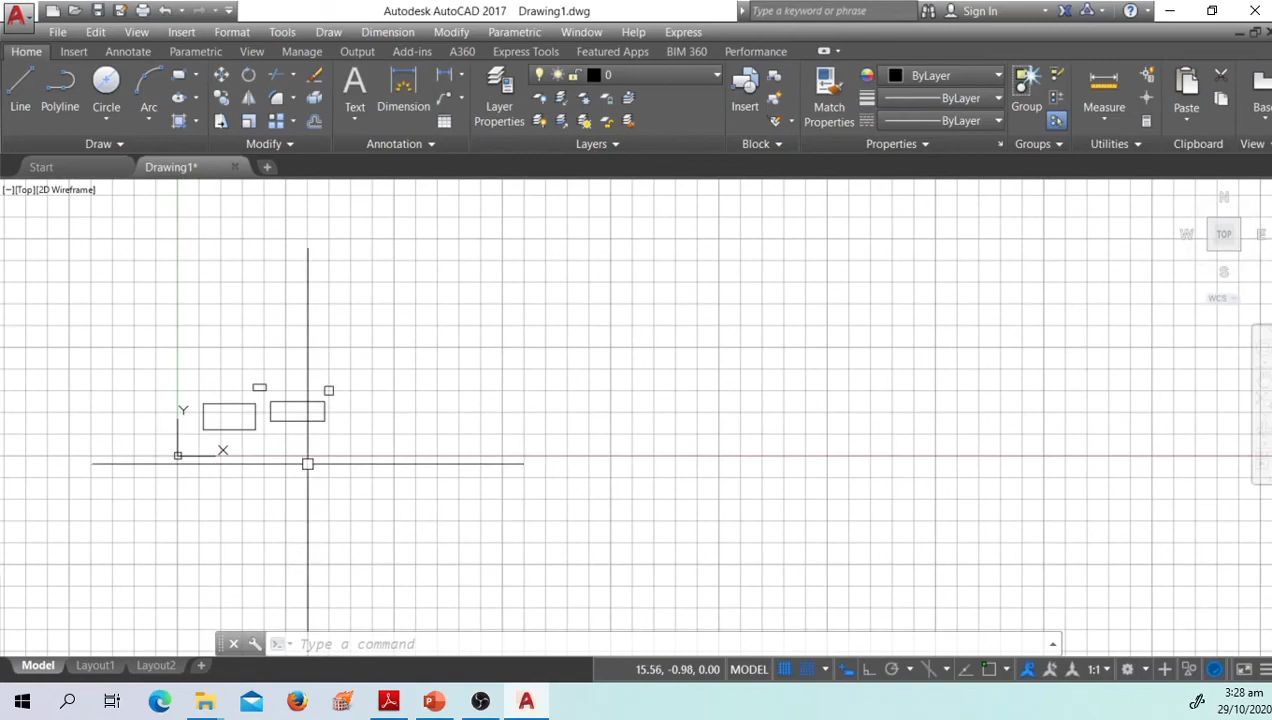 Autodesk AutoCAD 2017 Drawing1.dwg
Type a keyword or phrase
Sign In
File Edit View Insert Format Tools Draw Dimension Modify Parametric Window Help Express
Home Insert Annotate Parametric View Manage Output Add-ins A360 Express Tools Featured Apps BIM 360 Performance
0
ByLayer
Line Polyline Circle Arc Text Dimension Layer Properties Insert Match Properties ByLayer Group Measure Paste Base
ByLayer
Draw Modify Annotation Layers Block Properties Groups Utilities Clipboard View
Start Drawing1*
[−][Top][2D Wireframe]
N
W TOP E
S
WCS
Y
X
Type a command
Model Layout1 Layout2
15.56, -0.98, 0.00 MODEL 1:1
3:28 am
29/10/2020